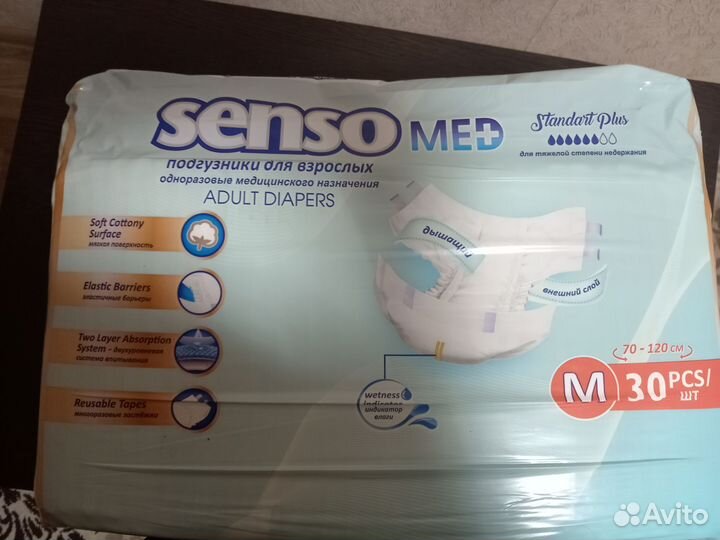 senso MED
подгузники для взрослых
одноразовые медицинского назначения
ADULT DIAPERS
Standart Plus
для тяжелой степени недержания
Soft Cottony
Surface
мягкая поверхность
Elastic Barriers
эластичные барьеры
Two Layer Absorption
System - двухуровневая
система впитывания
Reusable Tapes
многоразовые застёжки
дышащий
внешний слой
wetness
indicator
индикатор
влаги
70 - 120 см
M 30 PCS/
шт
Avito